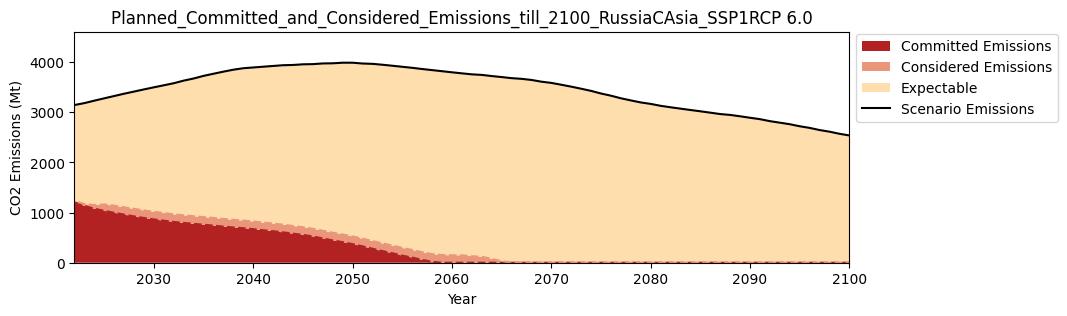 Planned_Committed_and_Considered_Emissions_till_2100_RussiaCAsia_SSP1RCP 6.0
Committed Emissions
Considered Emissions
Expectable
Scenario Emissions
CO2 Emissions (Mt)
4000
3000
2000
1000
0
2030 2040 2050 2060 2070 2080 2090 2100
Year